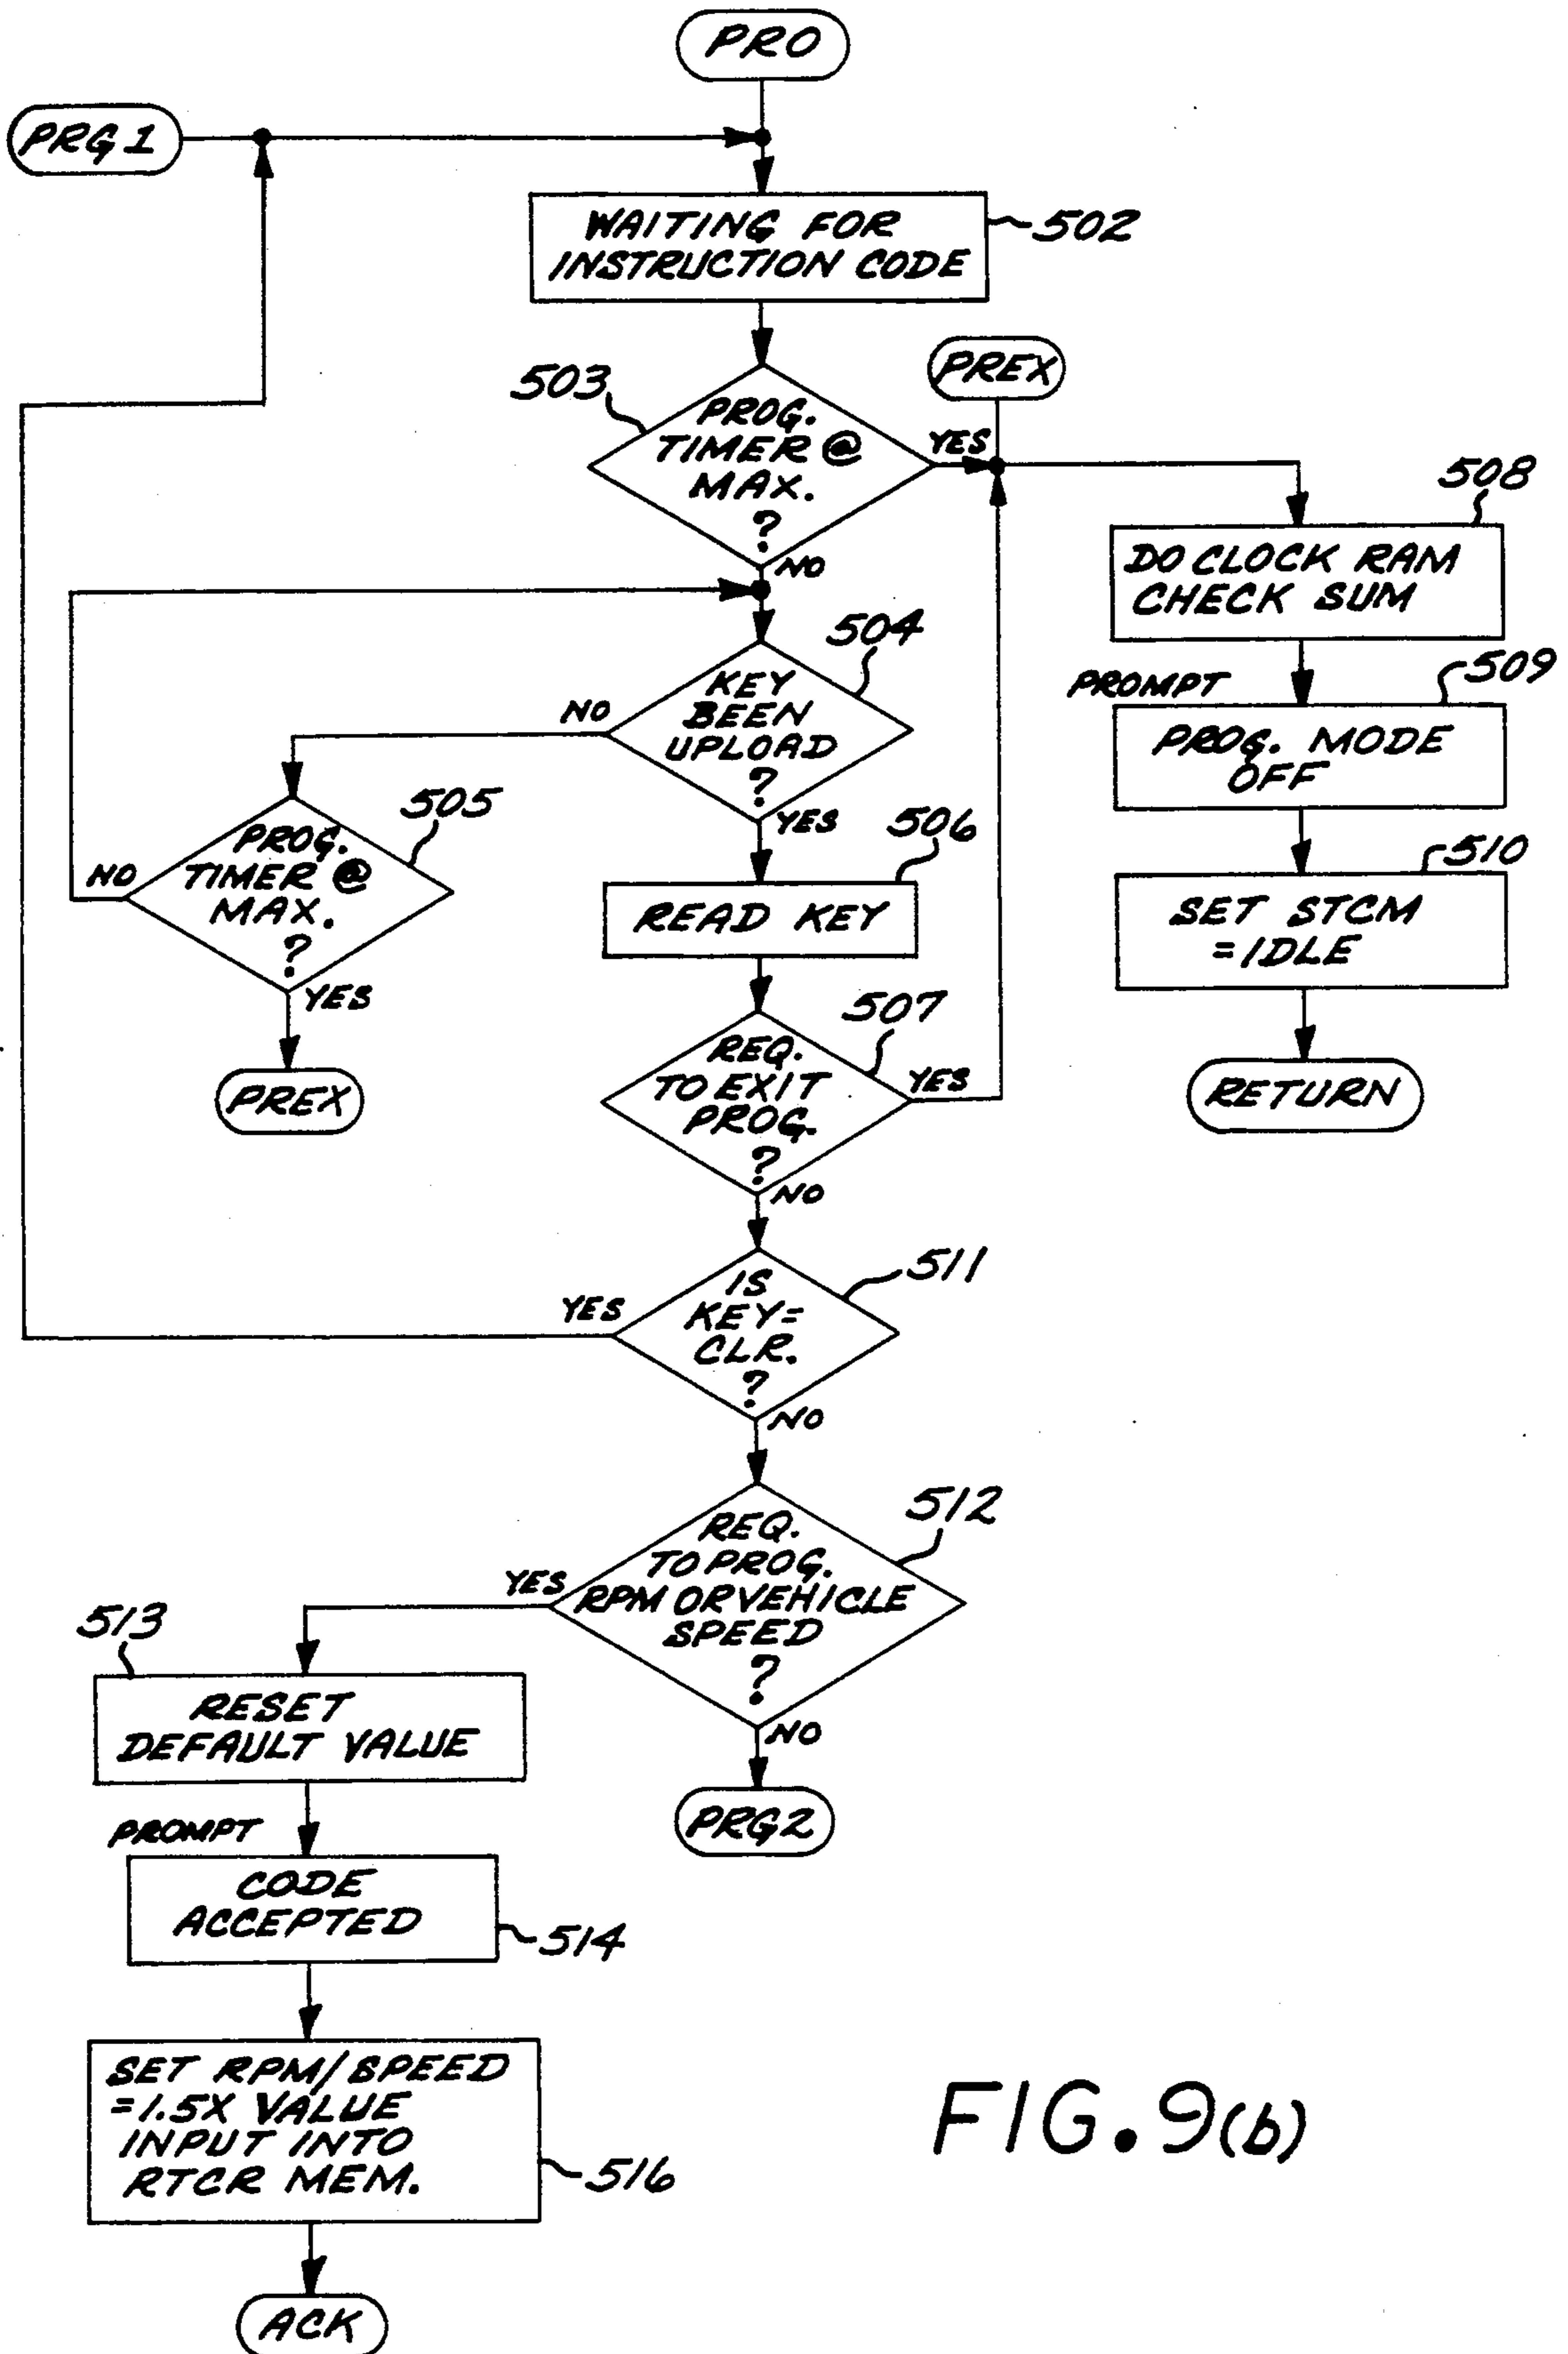 PRO
PRG 1
WAITING FOR
INSTRUCTION CODE
502
PREX
503
PROG.
TIMER @
MAX.
?
YES
NO
508
DO CLOCK RAM
CHECK SUM
504
KEY
BEEN
UPLOAD
?
NO
YES
PROMPT
509
PROG. MODE
OFF
505
PROG.
TIMER @
MAX.
?
NO
YES
506
READ KEY
510
SET STCM
=IDLE
PREX
507
REQ.
TO EXIT
PROG.
?
YES
NO
RETURN
511
IS
KEY=
CLR.
?
YES
NO
512
REQ.
TO PROG.
RPM OR VEHICLE
SPEED
?
YES
NO
513
RESET
DEFAULT VALUE
PRG2
PROMPT
CODE
ACCEPTED
514
SET RPM/SPEED
=1.5X VALUE
INPUT INTO
RTCR MEM.
516
ACK
FIG. 9(b)